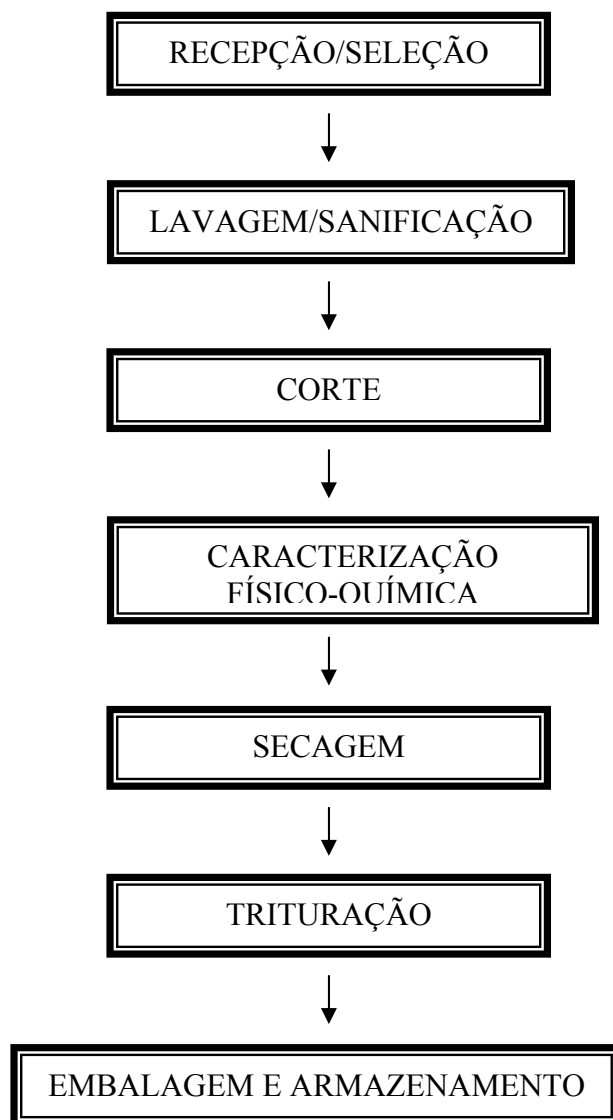 RECEPÇÃO/SELEÇÃO
LAVAGEM/SANIFICAÇÃO
CORTE
CARACTERIZAÇÃO
FÍSICO-QUÍMICA
SECAGEM
TRITURAÇÃO
EMBALAGEM E ARMAZENAMENTO